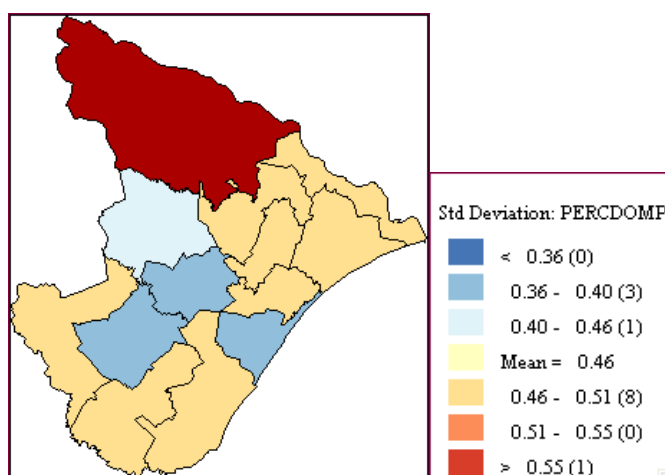 Std Deviation: PERCDOMP
< 0.36 (0)
0.36 - 0.40 (3)
0.40 - 0.46 (1)
Mean = 0.46
0.46 - 0.51 (8)
0.51 - 0.55 (0)
> 0.55 (1)